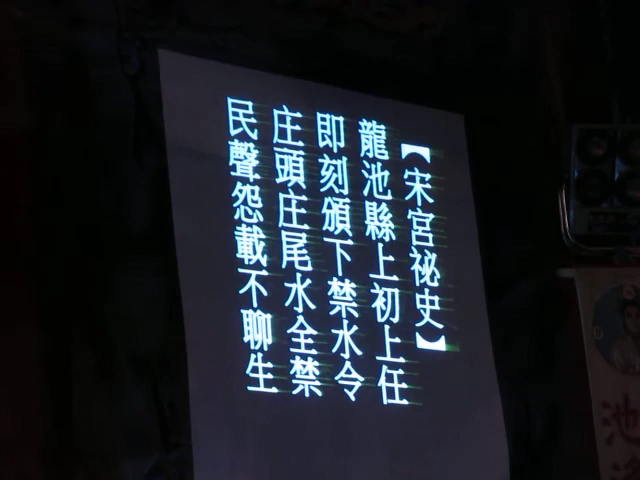 【宋宮祕史】
龍池縣上初上任
即刻頒下禁水令
庄頭庄尾水全禁
民聲怨載不聊生
池